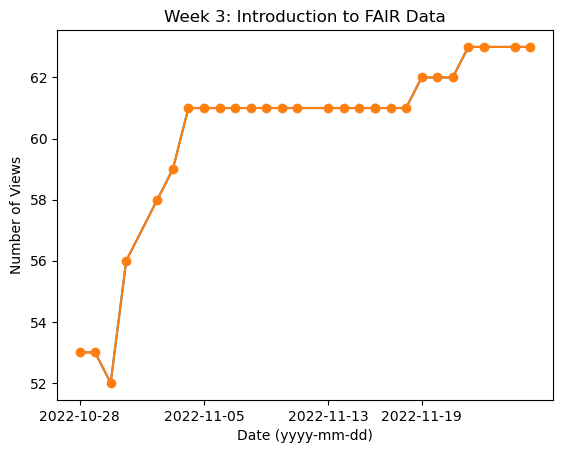 Week 3: Introduction to FAIR Data
Number of Views
62
60
58
56
54
52
2022-10-28 2022-11-05 2022-11-13 2022-11-19
Date (yyyy-mm-dd)